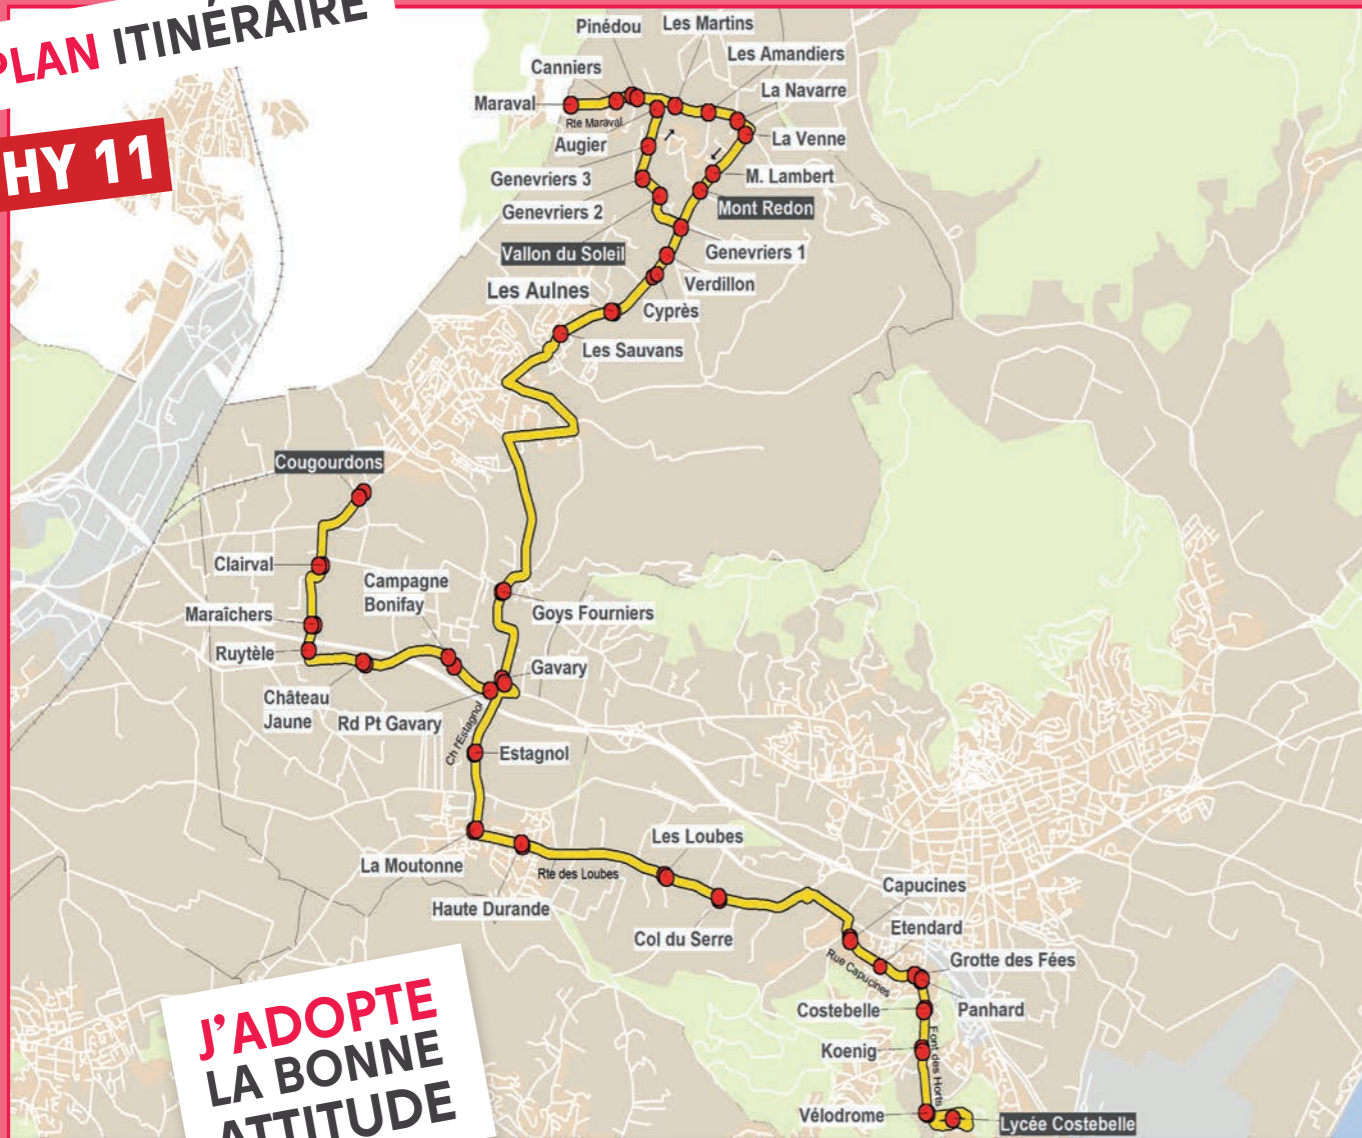 PLAN ITINÉRAIRE
HY 11
Pinédou
Les Martins
Les Amandiers
Canniers
La Navarre
Maraval
Rte Maraval
La Venne
Augier
M. Lambert
Genevriers 3
Mont Redon
Genevriers 2
Vallon du Soleil
Genevriers 1
Verdillon
Les Aulnes
Cyprès
Les Sauvans
Cougourdons
Clairval
Campagne
Bonifay
Maraîchers
Goys Fourniers
Ruytèle
Gavary
Château
Jaune
Rd Pt Gavary
Ch l'Estagnol
Estagnol
La Moutonne
Les Loubes
Rte des Loubes
Haute Durande
Col du Serre
Capucines
Etendard
Rue Capucines
Grotte des Fées
Costebelle
Panhard
Koenig
Font des Horts
Vélodrome
Lycée Costebelle
J'ADOPTE
LA BONNE
ATTITUDE